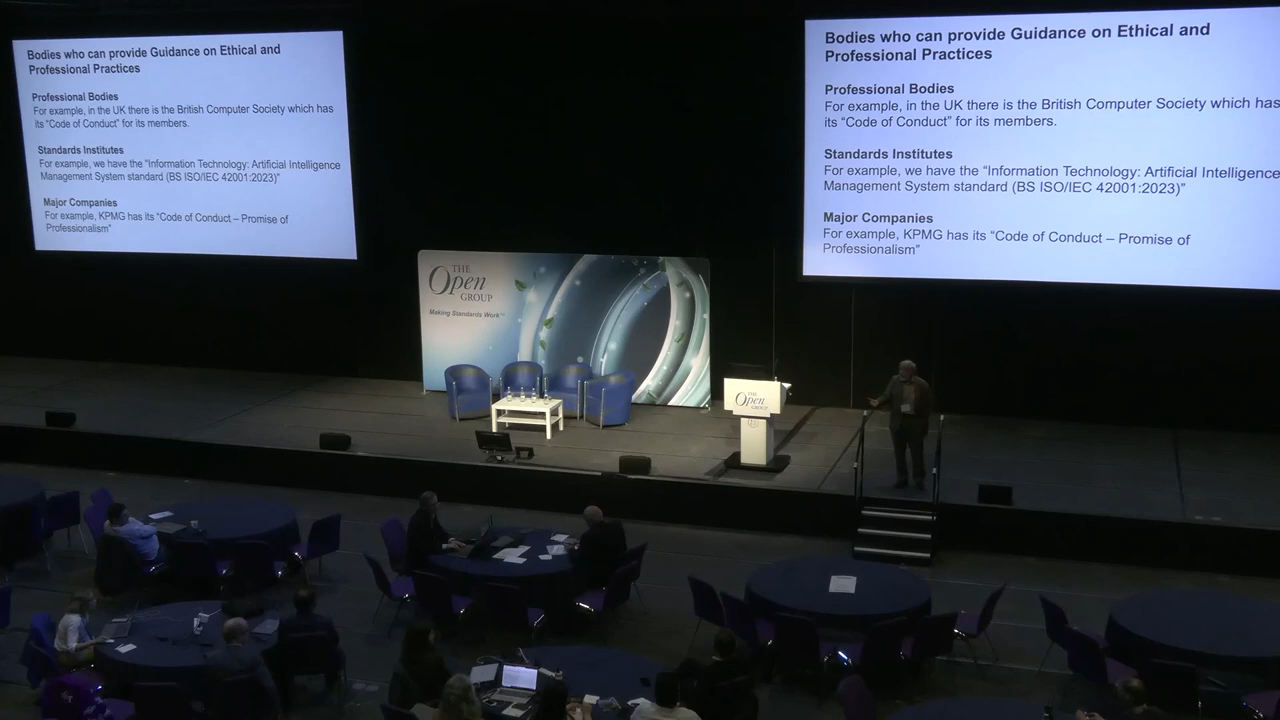 Bodies who can provide Guidance on Ethical and
Professional Practices
Professional Bodies
For example, in the UK there is the British Computer Society which has
its “Code of Conduct” for its members.
Standards Institutes
For example, we have the “Information Technology: Artificial Intelligence
Management System standard (BS ISO/IEC 42001:2023)”
Major Companies
For example, KPMG has its “Code of Conduct – Promise of
Professionalism”
Bodies who can provide Guidance on Ethical and
Professional Practices
Professional Bodies
For example, in the UK there is the British Computer Society which has
its “Code of Conduct” for its members.
Standards Institutes
For example, we have the “Information Technology: Artificial Intelligence
Management System standard (BS ISO/IEC 42001:2023)”
Major Companies
For example, KPMG has its “Code of Conduct – Promise of
Professionalism”
THE
Open
GROUP
Making Standards Work™
THE
Open
GROUP